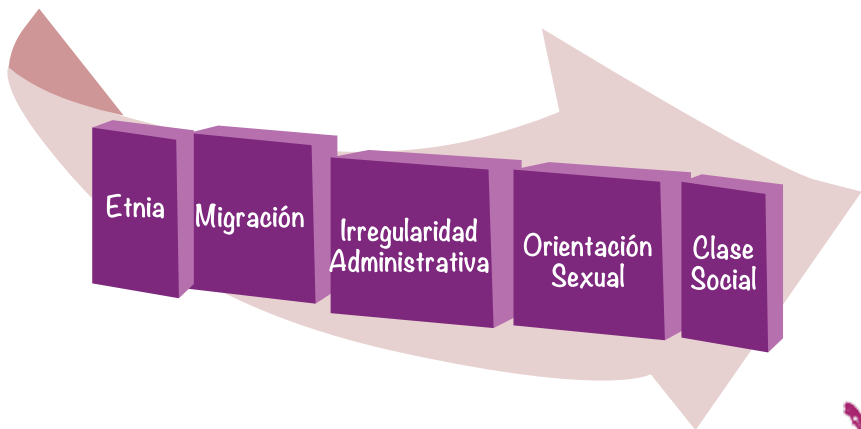 Etnia
Migración
Irregularidad
Administrativa
Orientación
Sexual
Clase
Social